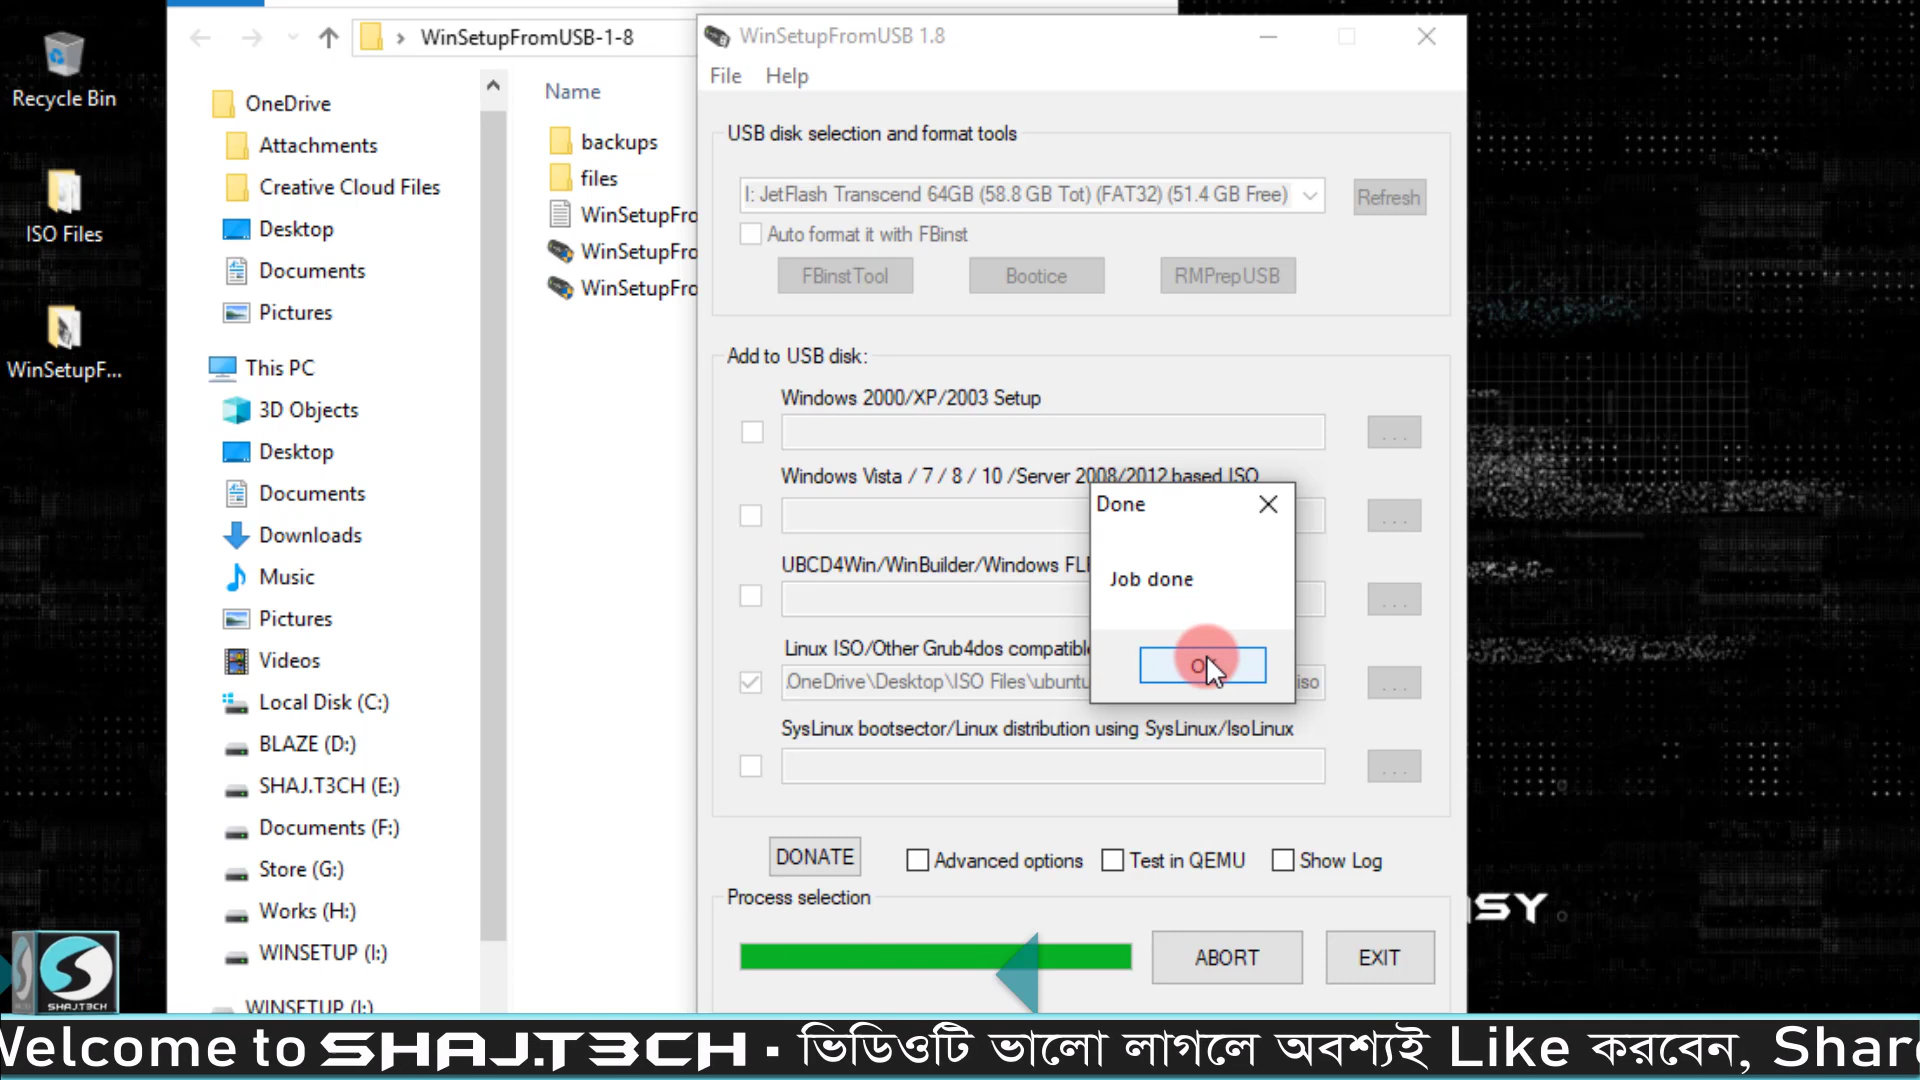 Recycle Bin
ISO Files
WinSetupF...
WinSetupFromUSB-1-8
OneDrive
Attachments
Creative Cloud Files
Desktop
Documents
Pictures
This PC
3D Objects
Desktop
Documents
Downloads
Music
Pictures
Videos
Local Disk (C:)
BLAZE (D:)
SHAJ.T3CH (E:)
Documents (F:)
Store (G:)
Works (H:)
WINSETUP (I:)
WINSETUP (I:)
Name
backups
files
WinSetupFro
WinSetupFro
WinSetupFro
WinSetupFromUSB 1.8
File Help
USB disk selection and format tools
I: JetFlash Transcend 64GB (58.8 GB Tot) (FAT32) (51.4 GB Free)
Refresh
Auto format it with FBinst
FBinstTool
Bootice
RMPrepUSB
Add to USB disk:
Windows 2000/XP/2003 Setup
...
Windows Vista / 7 / 8 / 10 /Server 2008/2012 based ISO
...
UBCD4Win/WinBuilder/Windows FL
...
Linux ISO/Other Grub4dos compatible
.OneDrive\Desktop\ISO Files\ubuntu
iso
...
SysLinux bootsector/Linux distribution using SysLinux/IsoLinux
...
Done
Job done
DONATE
Advanced options
Test in QEMU
Show Log
Process selection
ABORT
EXIT
SY
SHAJ.T3CH
Welcome to SHAJ.T3CH · ভিডিওটি ভালো লাগলে অবশ্যই Like করবেন, Share